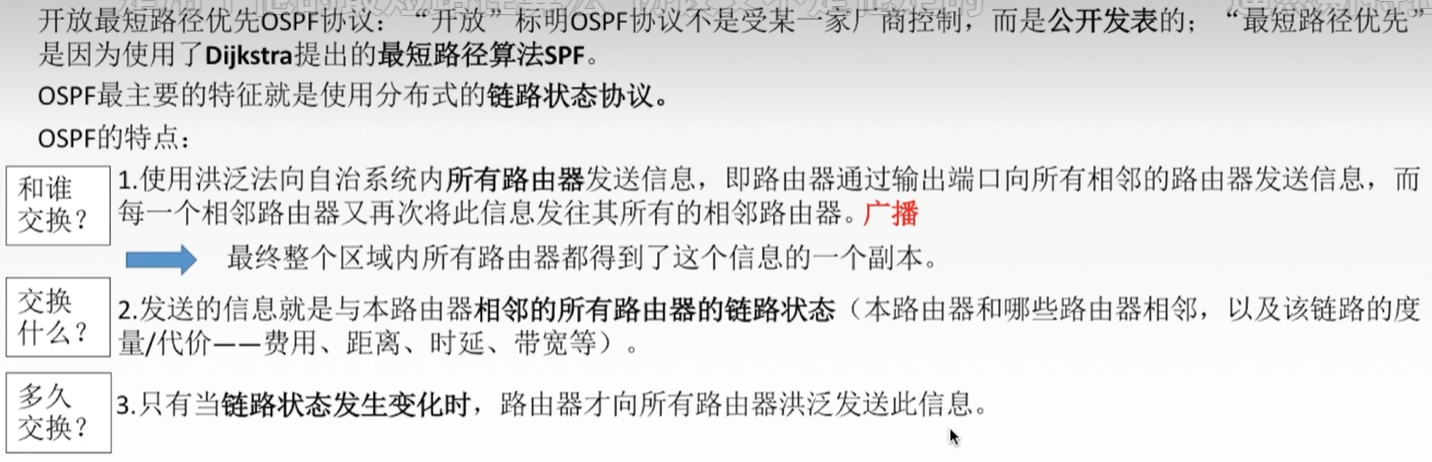 开放最短路径优先OSPF协议：“开放”标明OSPF协议不是受某一家厂商控制，而是公开发表的；“最短路径优先”
是因为使用了Dijkstra提出的最短路径算法SPF。
OSPF最主要的特征就是使用分布式的链路状态协议。
OSPF的特点：
和谁
交换？
1.使用洪泛法向自治系统内所有路由器发送信息，即路由器通过输出端口向所有相邻的路由器发送信息，而
每一个相邻路由器又再次将此信息发往其所有的相邻路由器。广播
最终整个区域内所有路由器都得到了这个信息的一个副本。
交换
什么？
2.发送的信息就是与本路由器相邻的所有路由器的链路状态（本路由器和哪些路由器相邻，以及该链路的度
量/代价——费用、距离、时延、带宽等）。
多久
交换？
3.只有当链路状态发生变化时，路由器才向所有路由器洪泛发送此信息。